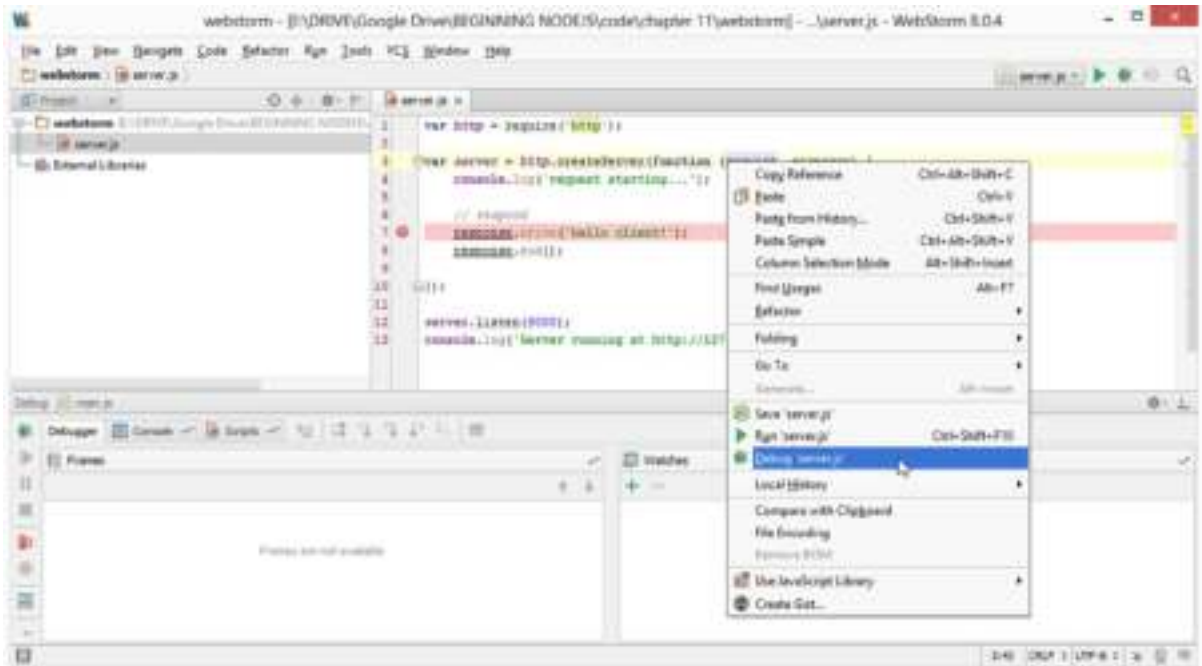 webstorm - [E:\DRIVE\Google Drive\BEGINNING NODEJS\code\chapter 11\webstorm] - ...\server.js - WebStorm 8.0.4
File Edit View Navigate Code Refactor Run Tools VCS Window Help
webstorm server.js
server.js
Project
server.js
webstorm
server.js
External Libraries
1 var http = require('http');
2
3 var server = http.createServer(function (
4 console.log('request starting...');
5
6 // respond
7 response.write('hello client!');
8 response.end();
9
10 });
11
12 server.listen(9000);
13 console.log('Server running at http://127
Copy Reference Ctrl+Alt+Shift+C
Paste Ctrl+V
Paste from History... Ctrl+Shift+V
Paste Simple Ctrl+Alt+Shift+V
Column Selection Mode Alt+Shift+Insert
Find Usages Alt+F7
Refactor
Folding
Go To
Generate... Alt+Insert
Save 'server.js'
Run 'server.js' Ctrl+Shift+F10
Debug 'server.js'
Local History
Compare with Clipboard
File Encoding
Remove BOM
Use JavaScript Library
Create Gist...
Debug
Debugger Console Scripts
Frames
Watches
Frames are not available
3:43 CRLF UTF-8